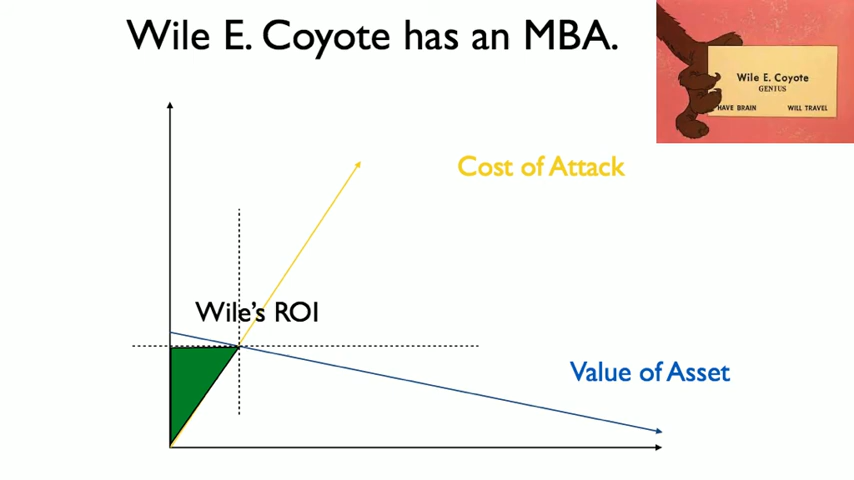 Wile E. Coyote has an MBA.
Wile E. Coyote
GENIUS
HAVE BRAIN WILL TRAVEL
Cost of Attack
Wile's ROI
Value of Asset